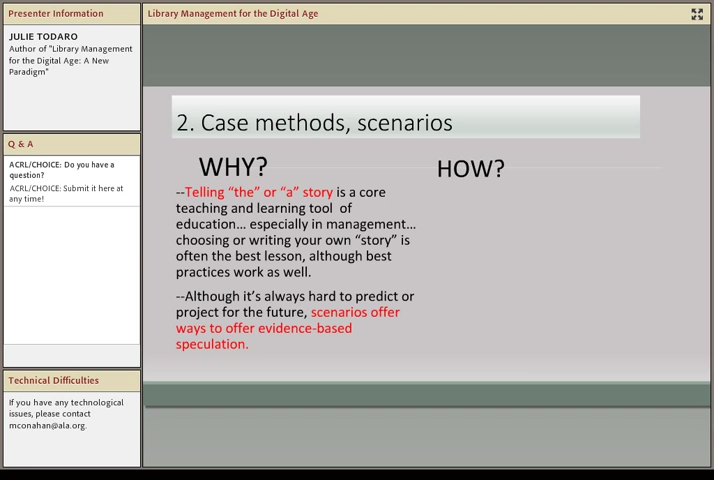 Presenter Information
JULIE TODARO
Author of "Library Management
for the Digital Age: A New
Paradigm"
Q & A
ACRL/CHOICE: Do you have a
question?
ACRL/CHOICE: Submit it here at
any time!
Technical Difficulties
If you have any technological
issues, please contact
mconahan@ala.org.
Library Management for the Digital Age
2. Case methods, scenarios
WHY?
--Telling “the” or “a” story is a core
teaching and learning tool of
education… especially in management…
choosing or writing your own “story” is
often the best lesson, although best
practices work as well.
--Although it’s always hard to predict or
project for the future, scenarios offer
ways to offer evidence-based
speculation.
HOW?